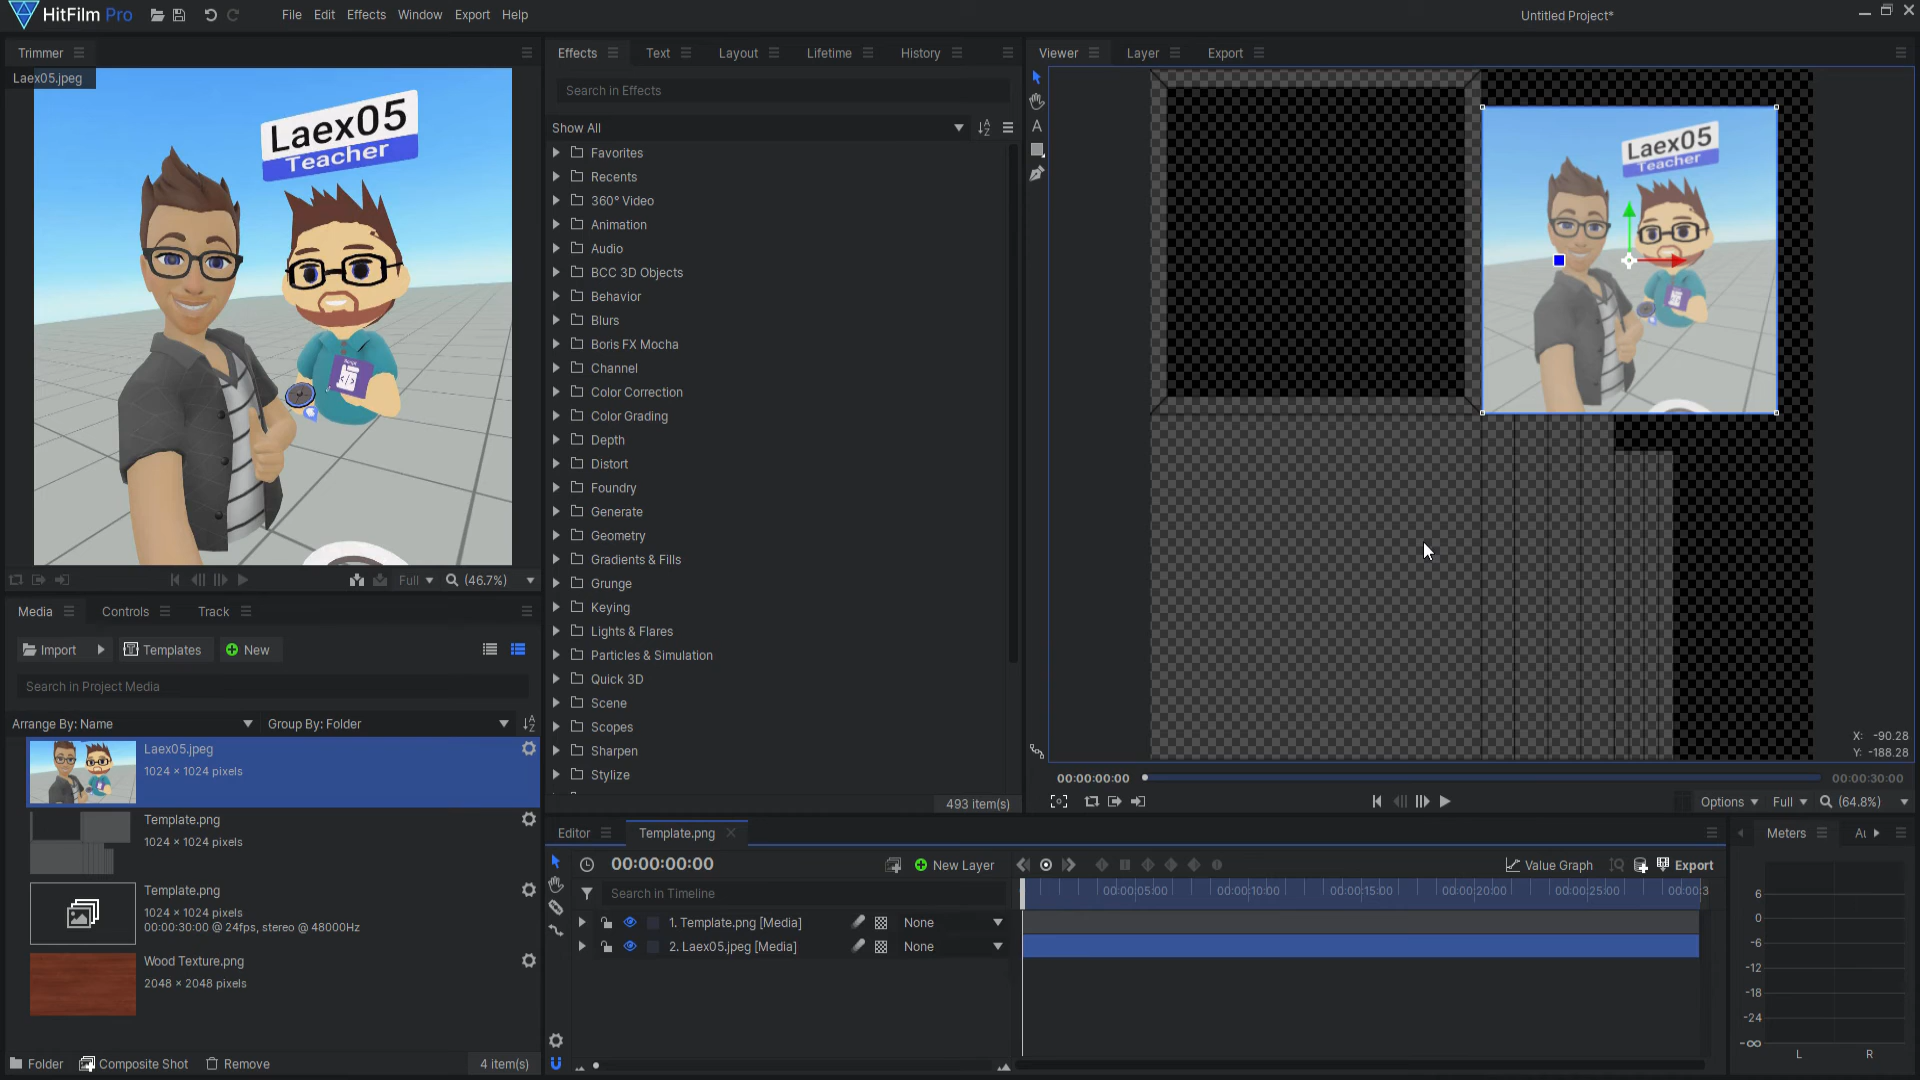 HitFilm Pro
File Edit Effects Window Export Help
Untitled Project*
Trimmer
Laex05.jpeg
Laex05
Teacher
Full (46.7%)
Effects Text Layout Lifetime History
Search in Effects
Show All
Favorites
Recents
360° Video
Animation
Audio
BCC 3D Objects
Behavior
Blurs
Boris FX Mocha
Channel
Color Correction
Color Grading
Depth
Distort
Foundry
Generate
Geometry
Gradients & Fills
Grunge
Keying
Lights & Flares
Particles & Simulation
Quick 3D
Scene
Scopes
Sharpen
Stylize
493 item(s)
Viewer Layer Export
Laex05
Teacher
X: -90.28
Y: -188.28
00:00:00:00 00:00:30:00
Options Full (64.8%)
Media Controls Track
Import Templates New
Search in Project Media
Arrange By: Name Group By: Folder
Laex05.jpeg
1024 × 1024 pixels
Template.png
1024 × 1024 pixels
Template.png
1024 × 1024 pixels
00:00:30:00 @ 24fps, stereo @ 48000Hz
Wood Texture.png
2048 × 2048 pixels
Folder Composite Shot Remove 4 item(s)
Editor Template.png
00:00:00:00 New Layer Value Graph Export
Search in Timeline
00:00:05:00 00:00:10:00 00:00:15:00 00:00:20:00 00:00:25:00 00:00:3
1. Template.png [Media] None
2. Laex05.jpeg [Media] None
Meters Au
6
0
-6
-12
-18
-24
-∞
L R